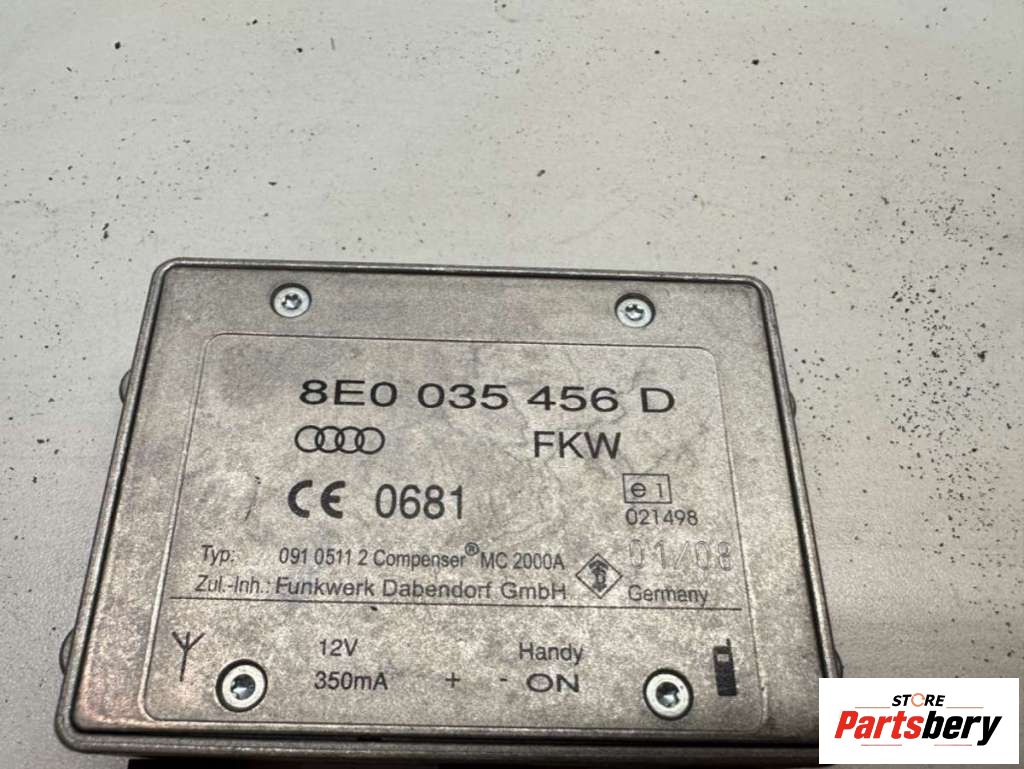 8E0 035 456 D
FKW
CE 0681
e1
021498
01/08
Typ: 091 0511 2 Compenser® MC 2000A
Zul.-Inh.: Funkwerk Dabendorf GmbH
Germany
12V Handy
350mA + - ON
STORE
Partsbery